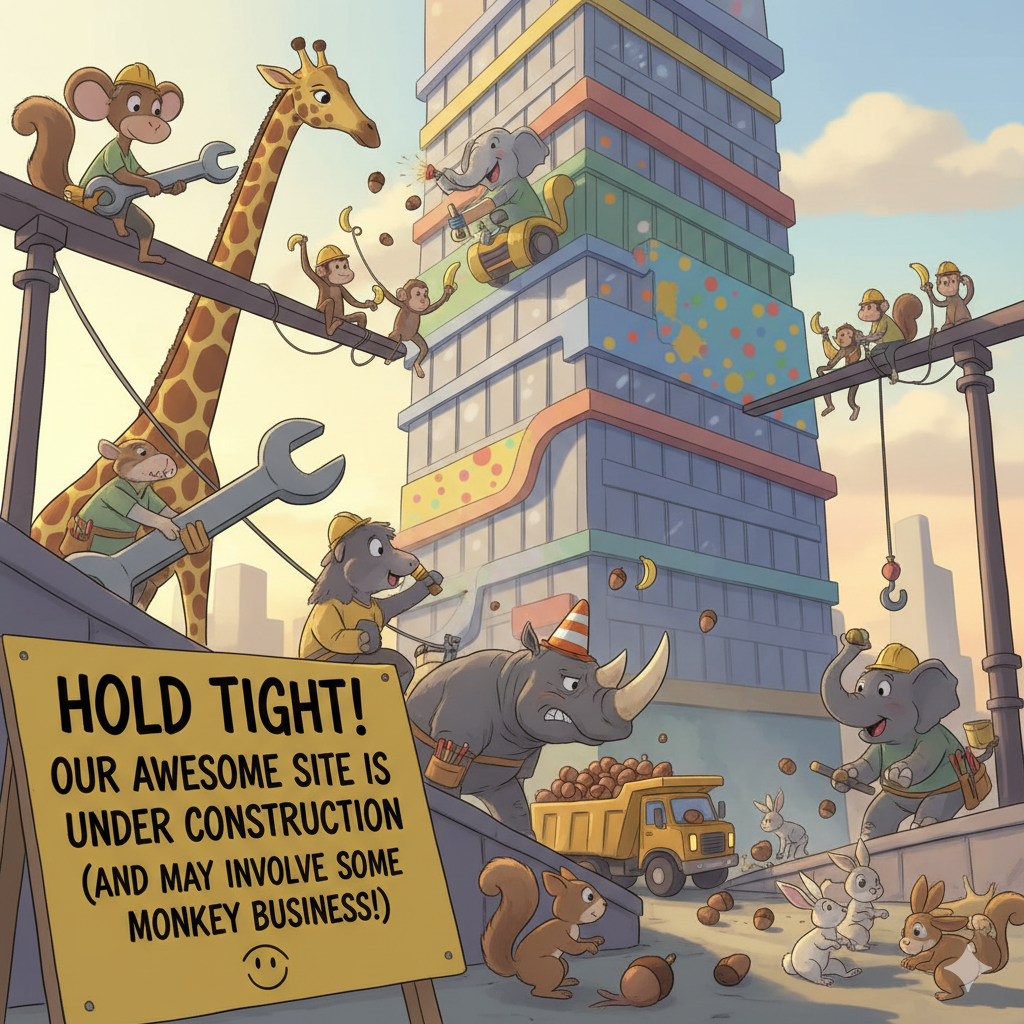 HOLD TIGHT!
OUR AWESOME SITE IS
UNDER CONSTRUCTION
(AND MAY INVOLVE SOME
MONKEY BUSINESS!)